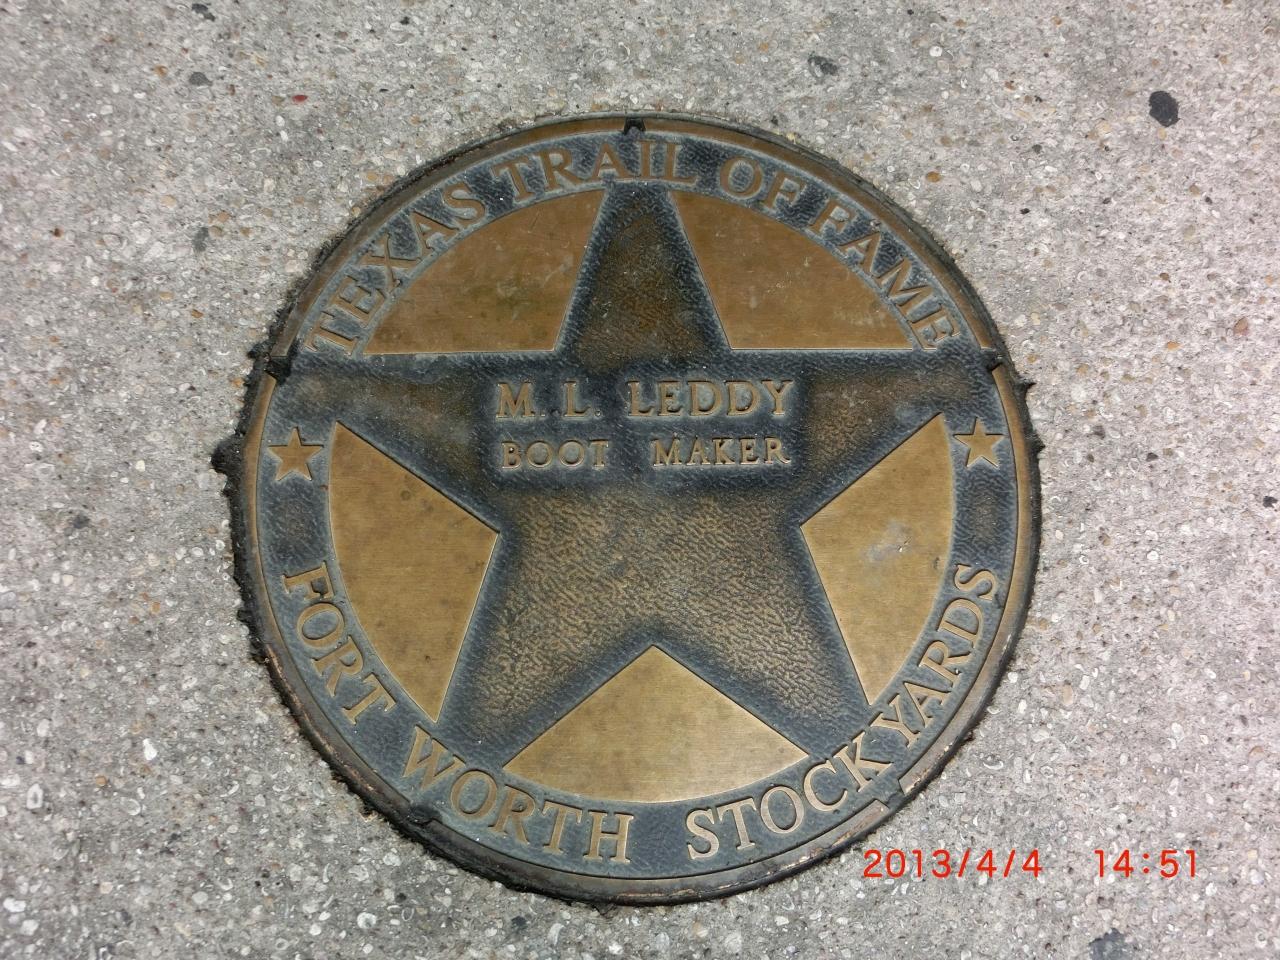 TEXAS TRAIL OF FAME
M. L. LEDDY
BOOT MAKER
FORT WORTH STOCKYARDS
2013/4/4 14:51